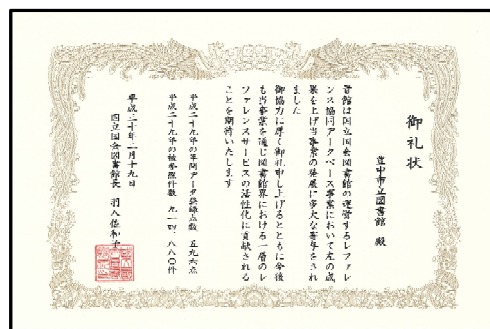 御礼状
豊中市立図書館 殿
貴館は国立国会図書館の運営するレファレ
ンス協同データベース事業において左の成
果を上げ当事業の発展に多大な寄与をされ
ました
御協力に厚く御礼申し上げるとともに今後
も当事業を通じ図書館界における一層のレ
ファレンスサービスの活性化に貢献される
ことを期待いたします
平成二十九年の年間データ登録点数 五九六点
平成二十九年の被参照件数 九一四、八八〇件
平成三十年二月十九日
国立国会図書館長 羽入佐和子